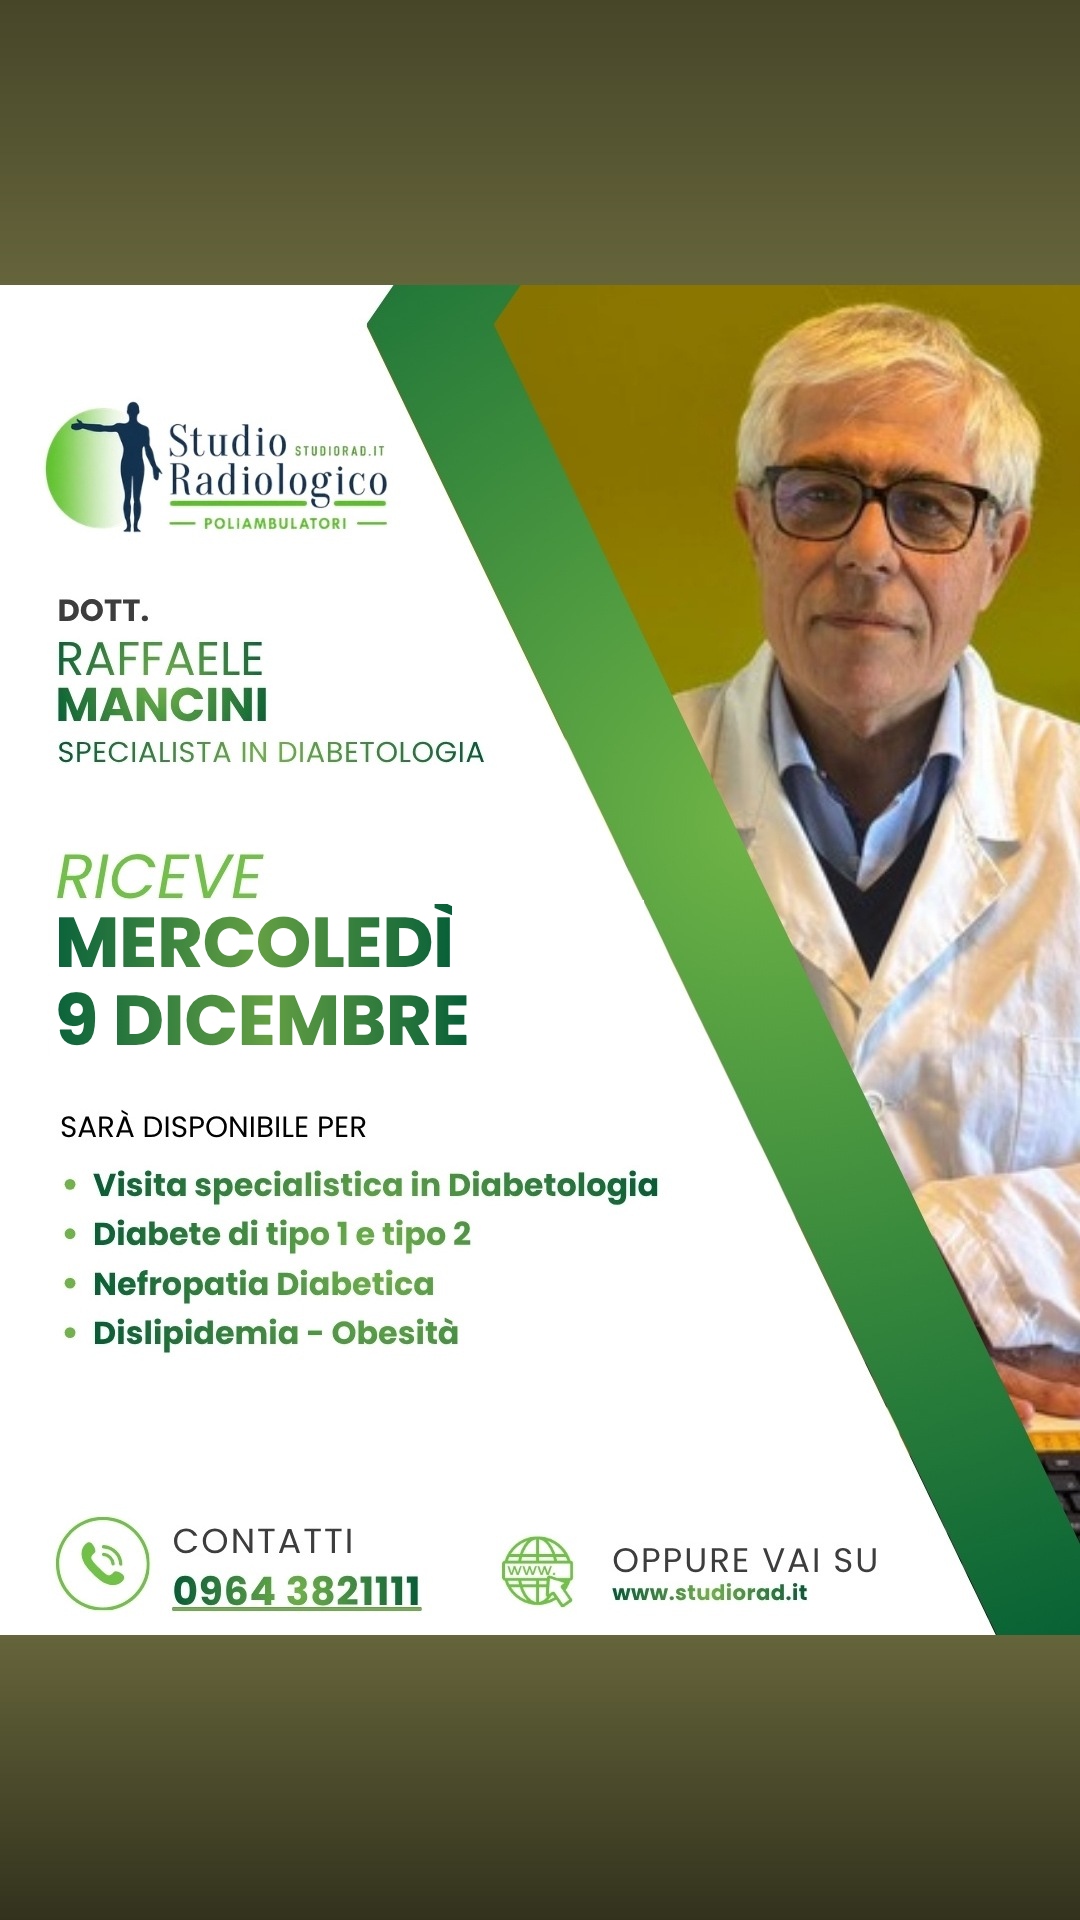 Studio STUDIORAD.IT
Radiologico
POLIAMBULATORI
DOTT.
RAFFAELE
MANCINI
SPECIALISTA IN DIABETOLOGIA
RICEVE
MERCOLEDÌ
9 DICEMBRE
SARÀ DISPONIBILE PER
• Visita specialistica in Diabetologia
• Diabete di tipo 1 e tipo 2
• Nefropatia Diabetica
• Dislipidemia - Obesità
CONTATTI
0964 3821111
www.
OPPURE VAI SU
www.studiorad.it